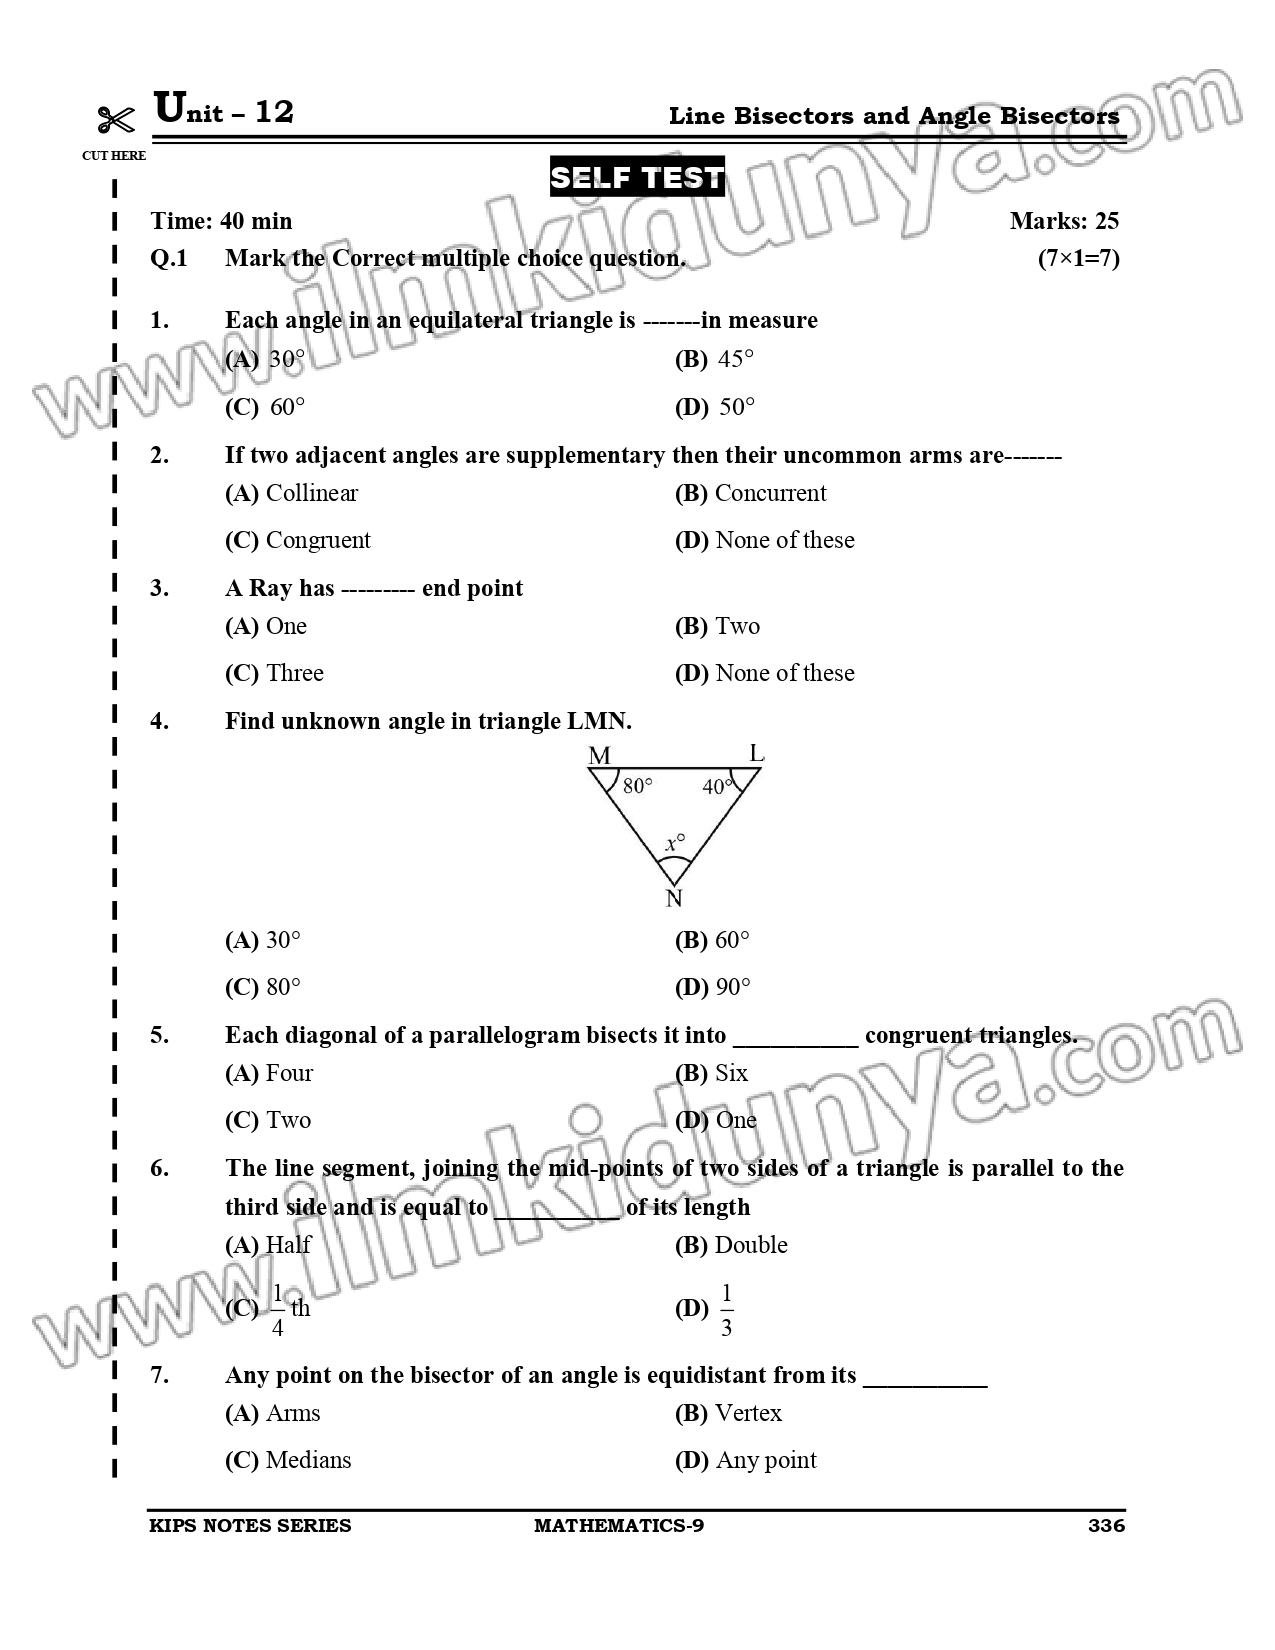 Unit – 12
Line Bisectors and Angle Bisectors
CUT HERE
SELF TEST
Time: 40 min
Marks: 25
Q.1 Mark the Correct multiple choice question. (7×1=7)
1. Each angle in an equilateral triangle is -------in measure
(A) 30° (B) 45°
(C) 60° (D) 50°
2. If two adjacent angles are supplementary then their uncommon arms are-------
(A) Collinear (B) Concurrent
(C) Congruent (D) None of these
3. A Ray has --------- end point
(A) One (B) Two
(C) Three (D) None of these
4. Find unknown angle in triangle LMN.
M L
80° 40°
x°
N
(A) 30° (B) 60°
(C) 80° (D) 90°
5. Each diagonal of a parallelogram bisects it into __________ congruent triangles.
(A) Four (B) Six
(C) Two (D) One
6. The line segment, joining the mid-points of two sides of a triangle is parallel to the
third side and is equal to __________ of its length
(A) Half (B) Double
(C) 1/4 th (D) 1/3
7. Any point on the bisector of an angle is equidistant from its __________
(A) Arms (B) Vertex
(C) Medians (D) Any point
KIPS NOTES SERIES MATHEMATICS-9 336
www.ilmkidunya.com
www.ilmkidunya.com